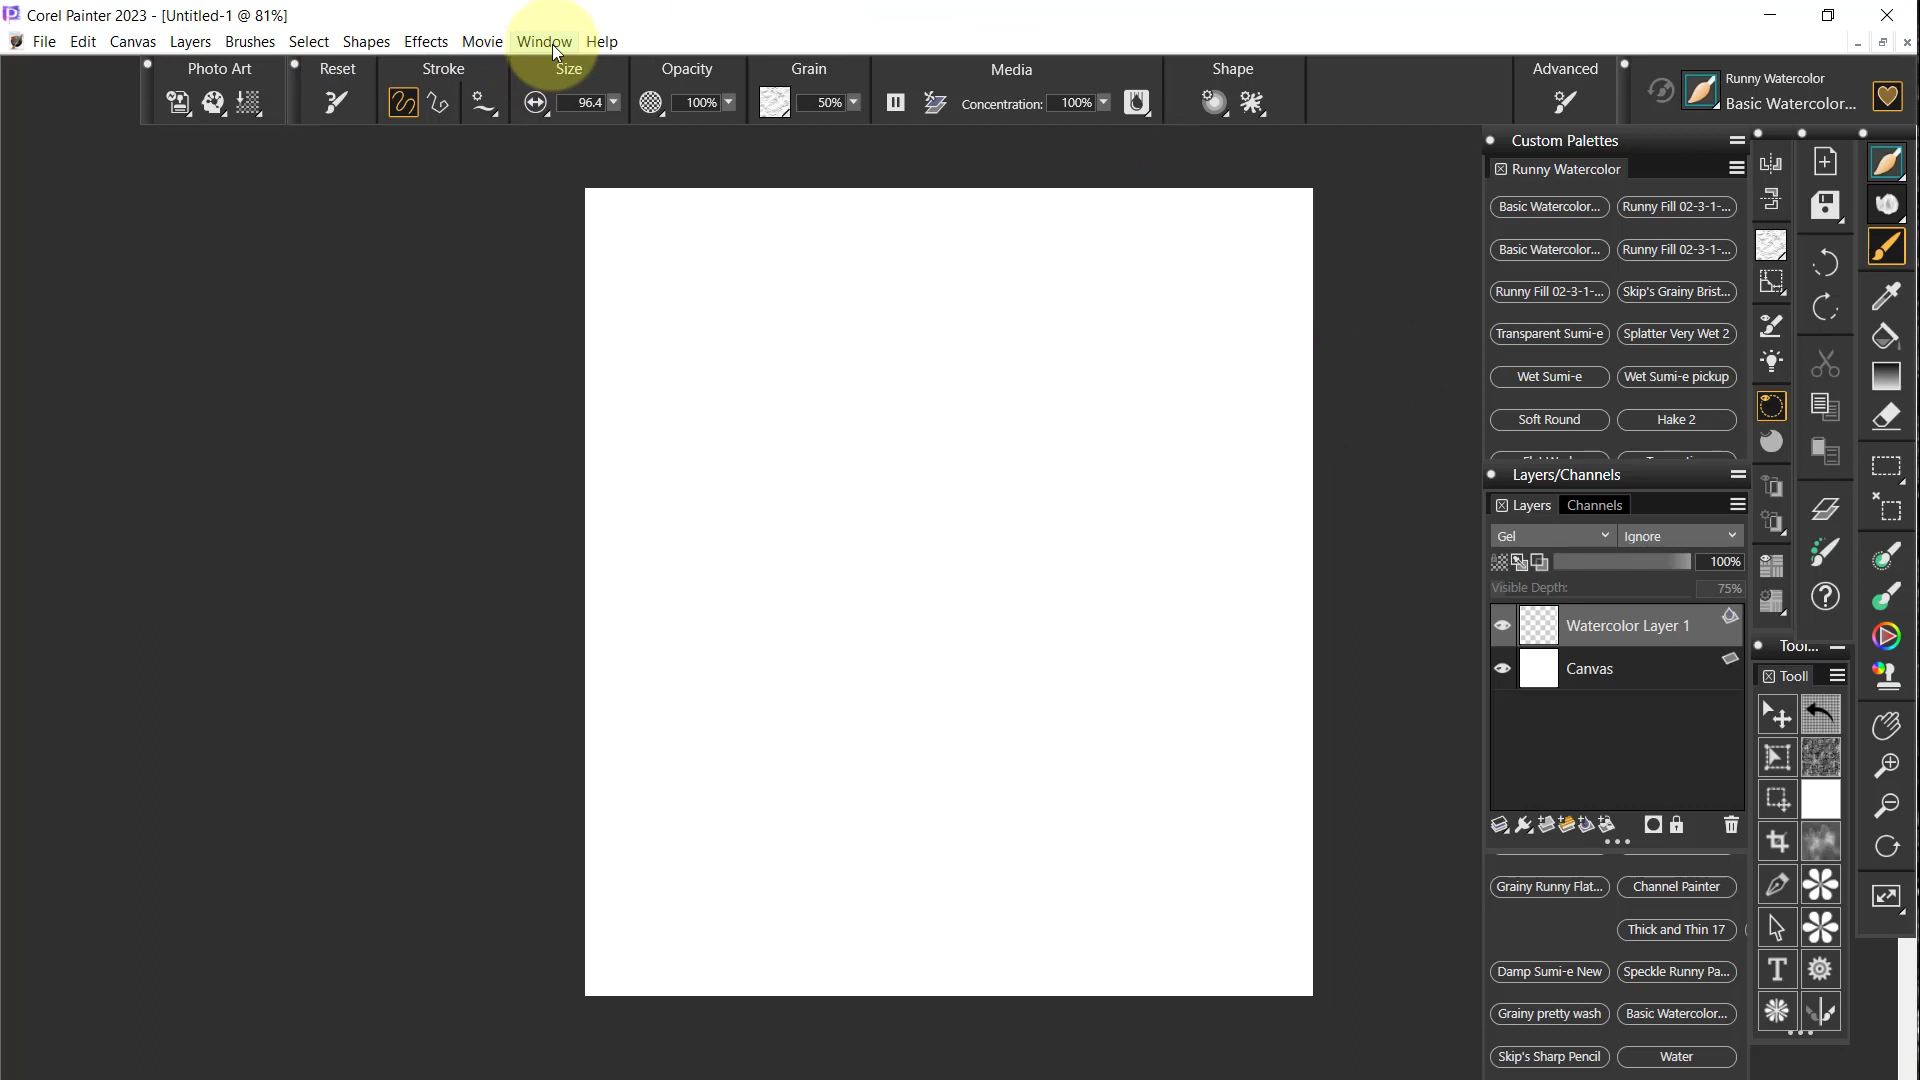 Corel Painter 2023 - [Untitled-1 @ 81%]
File Edit Canvas Layers Brushes Select Shapes Effects Movie Window Help
Photo Art Reset Stroke Size Opacity Grain Media Shape Advanced
96.4 100% 50% Concentration: 100%
Runny Watercolor
Basic Watercolor...
Custom Palettes
Runny Watercolor
Basic Watercolor... Runny Fill 02-3-1-...
Basic Watercolor... Runny Fill 02-3-1-...
Runny Fill 02-3-1-... Skip's Grainy Brist...
Transparent Sumi-e Splatter Very Wet 2
Wet Sumi-e Wet Sumi-e pickup
Soft Round Hake 2
Layers/Channels
Layers Channels
Gel Ignore
100%
Visible Depth: 75%
Watercolor Layer 1
Canvas
Tool...
Tooll
Grainy Runny Flat... Channel Painter
Thick and Thin 17
Damp Sumi-e New Speckle Runny Pa...
Grainy pretty wash Basic Watercolor...
Skip's Sharp Pencil Water